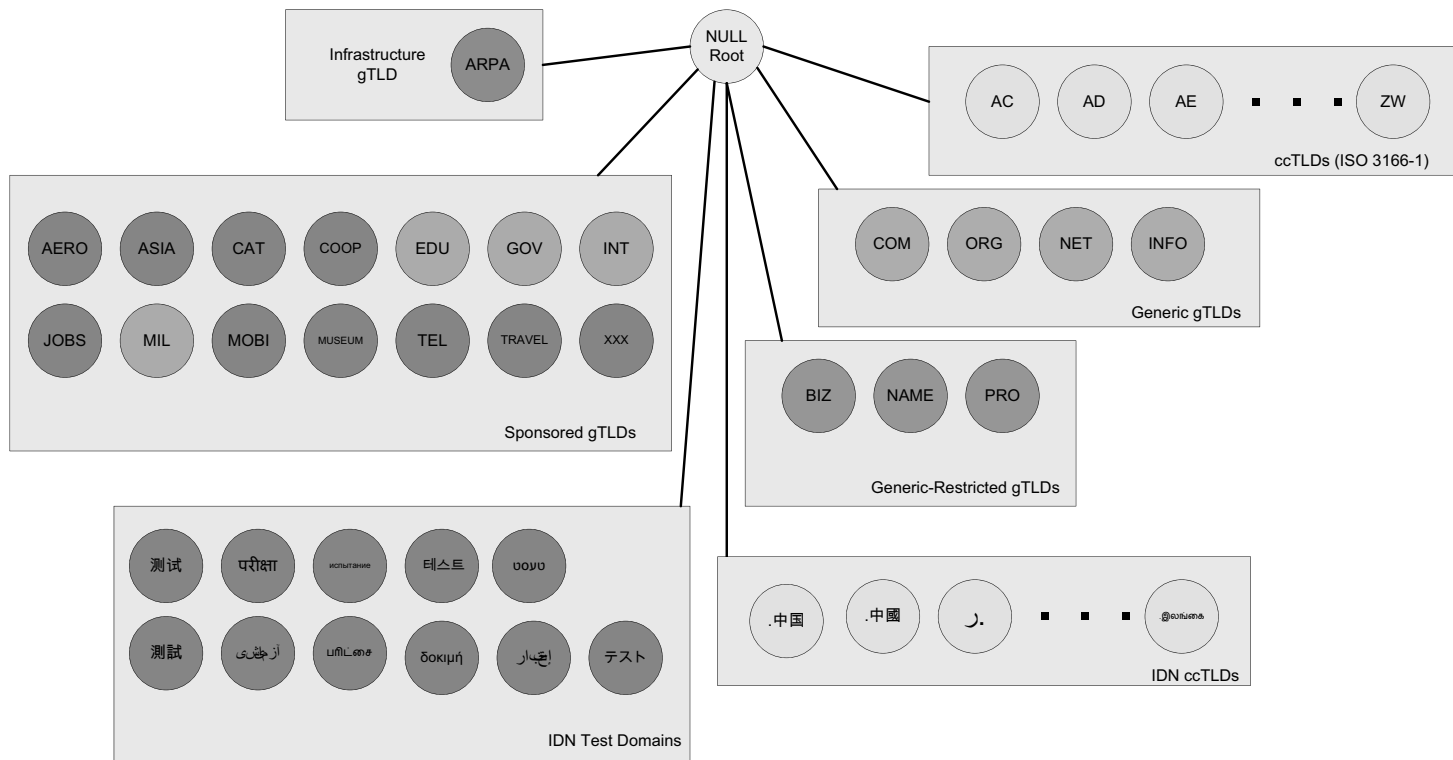 NULL
Root
Infrastructure
gTLD
ARPA
AC
AD
AE
ZW
ccTLDs (ISO 3166-1)
AERO
ASIA
CAT
COOP
EDU
GOV
INT
JOBS
MIL
MOBI
MUSEUM
TEL
TRAVEL
XXX
Sponsored gTLDs
COM
ORG
NET
INFO
Generic gTLDs
BIZ
NAME
PRO
Generic-Restricted gTLDs
测试
परीक्षा
испытание
테스트
טעסט
測試
பரிட்சை
δοκιμή
テスト
IDN Test Domains
.中国
.中國
இலங்கை
IDN ccTLDs